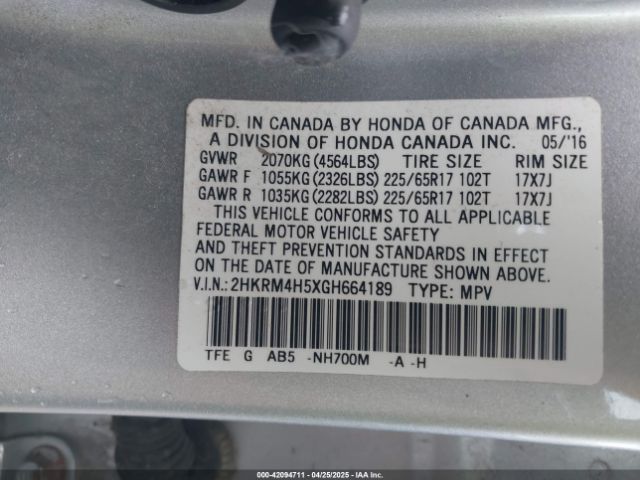 MFD. IN CANADA BY HONDA OF CANADA MFG.,
A DIVISION OF HONDA CANADA INC. 05/'16
GVWR 2070KG(4564LBS) TIRE SIZE RIM SIZE
GAWR F 1055KG(2326LBS) 225/65R17 102T 17X7J
GAWR R 1035KG(2282LBS) 225/65R17 102T 17X7J
THIS VEHICLE CONFORMS TO ALL APPLICABLE
FEDERAL MOTOR VEHICLE SAFETY
AND THEFT PREVENTION STANDARDS IN EFFECT
ON THE DATE OF MANUFACTURE SHOWN ABOVE.
V.I.N.: 2HKRM4H5XGH664189 TYPE: MPV
TFE G AB5 -NH700M -A -H
000-42094711 - 04/25/2025 - IAAI.COM